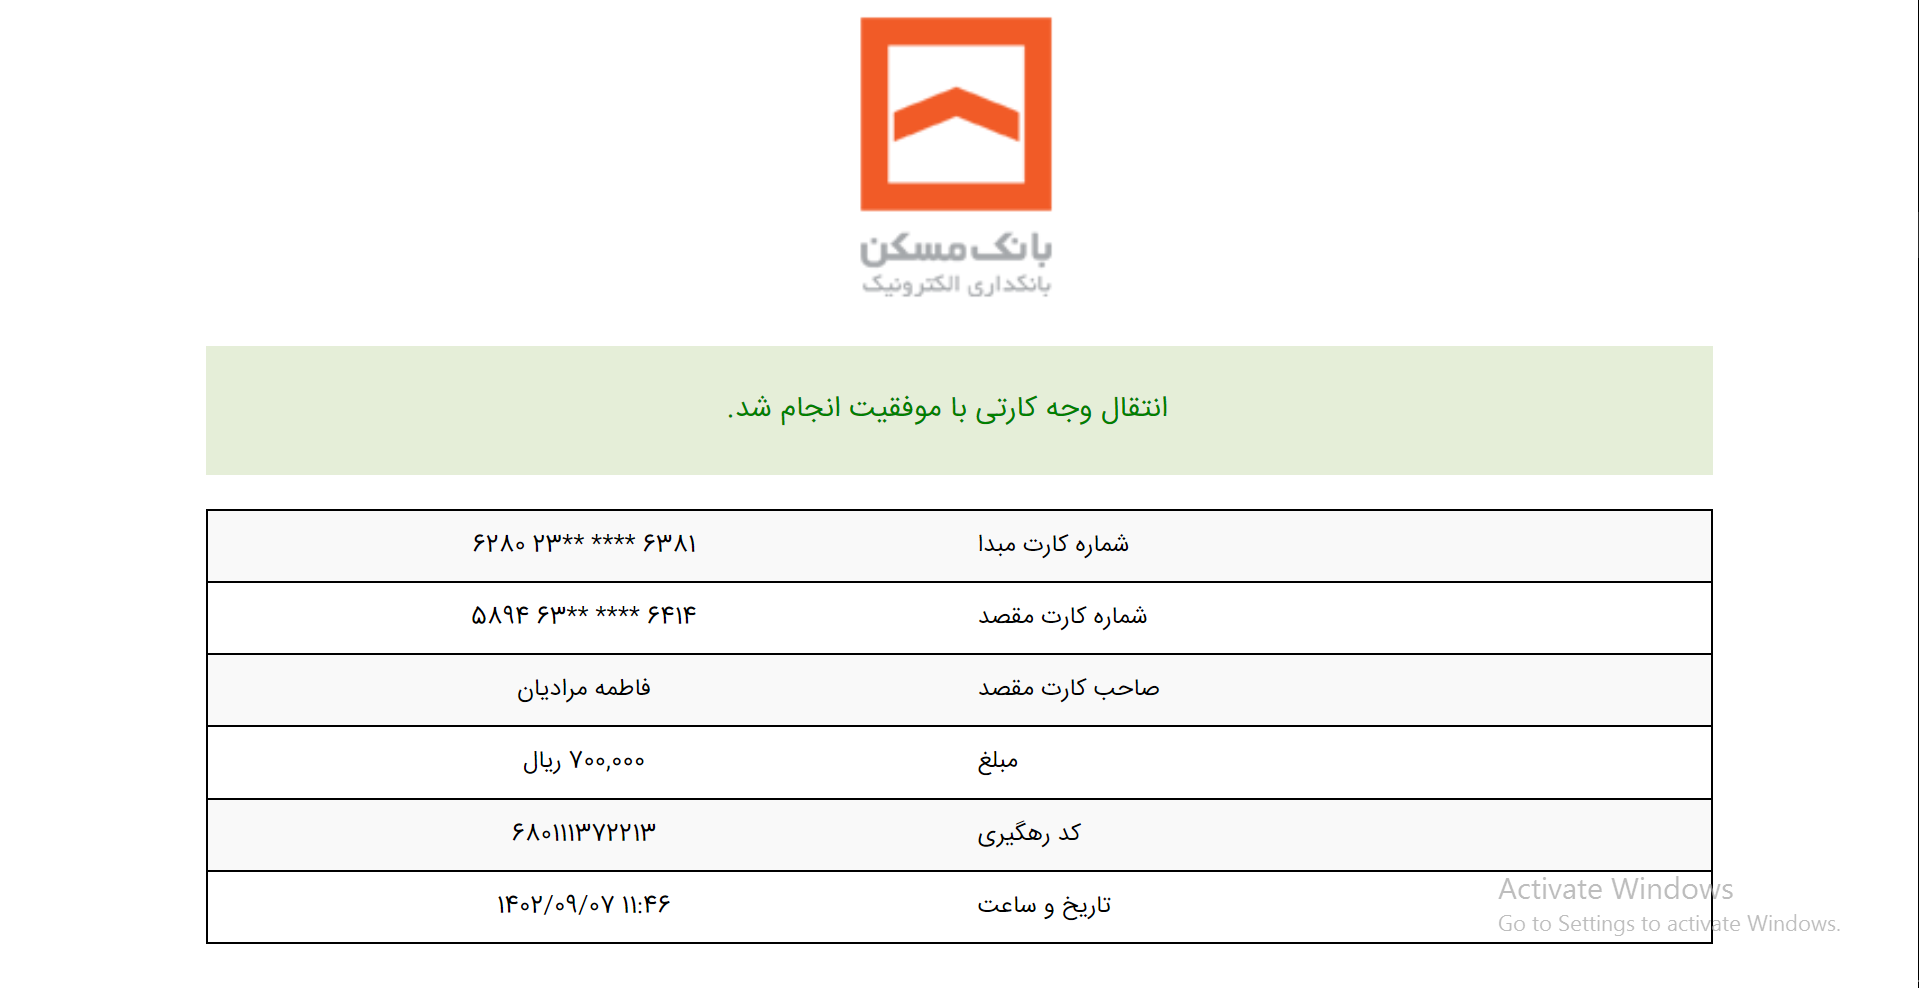 بانک مسکن
بانکداری الکترونیک
انتقال وجه کارتی با موفقیت انجام شد.
شماره کارت مبدا
۶۲۸۰ ۲۳** **** ۶۳۸۱
شماره کارت مقصد
۵۸۹۴ ۶۳** **** ۶۴۱۴
صاحب کارت مقصد
فاطمه مرادیان
مبلغ
۷۰۰,۰۰۰ ریال
کد رهگیری
۶۸۰۱۱۱۳۷۲۲۱۳
تاریخ و ساعت
۱۴۰۲/۰۹/۰۷ ۱۱:۴۶
Activate Windows
Go to Settings to activate Windows.